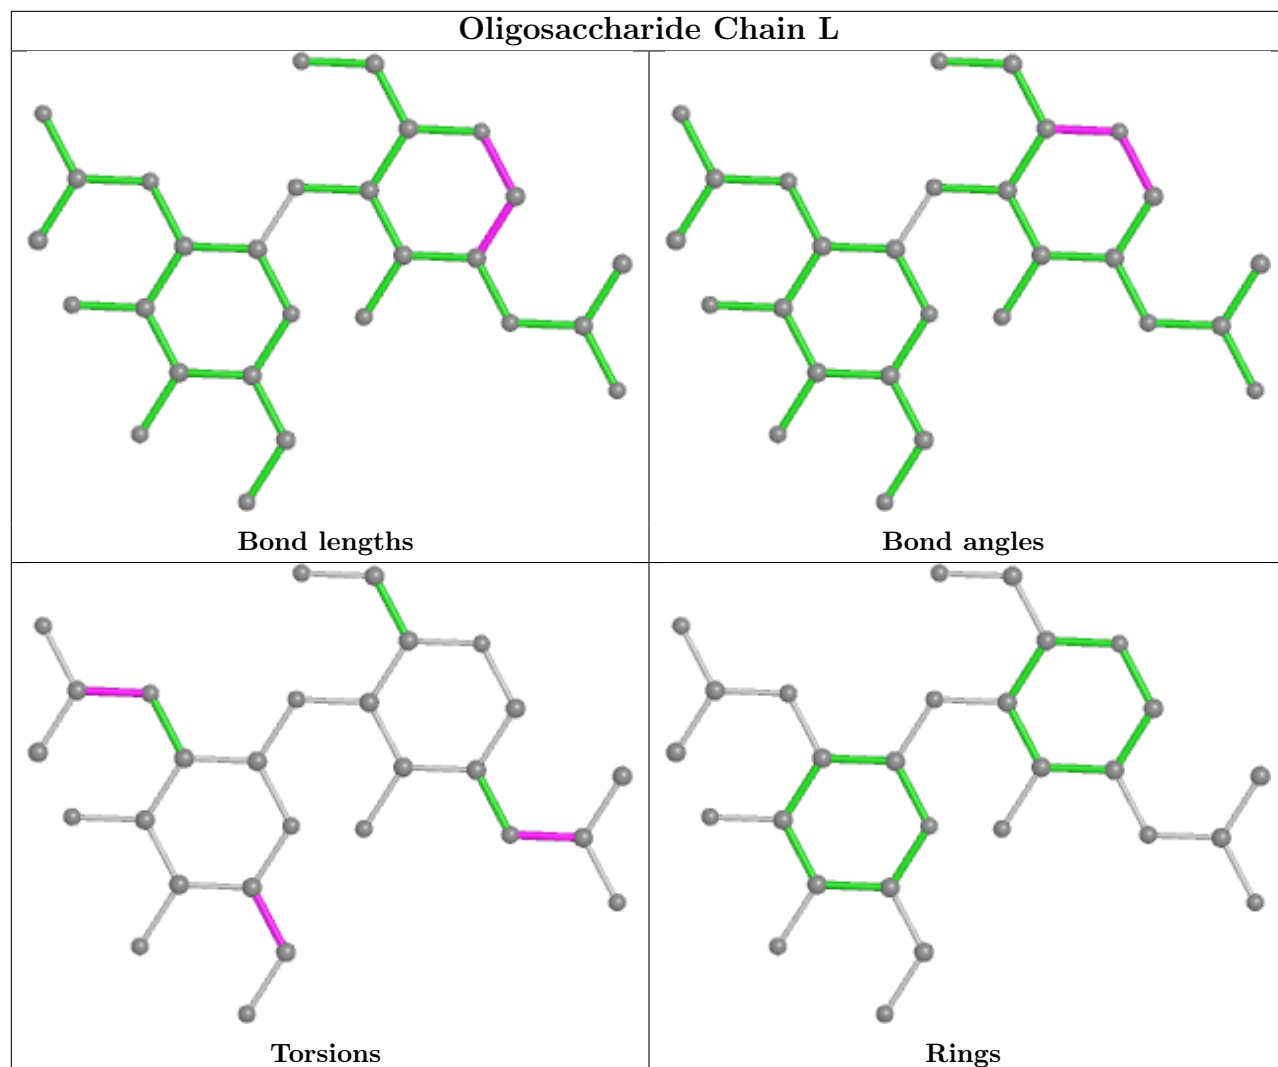 Oligosaccharide Chain L
Bond lengths
Bond angles
Torsions
Rings